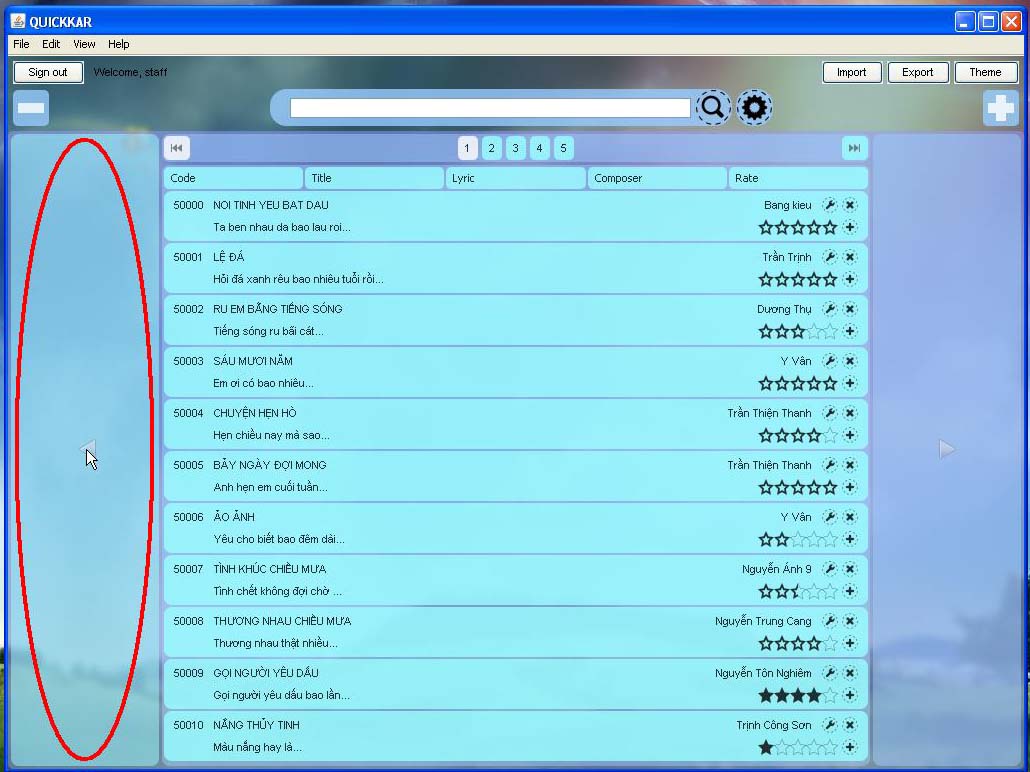 QUICKKAR
File Edit View Help
Sign out Welcome, staff Import Export Theme
1 2 3 4 5
Code Title Lyric Composer Rate
50000 NOI TINH YEU BAT DAU Bang kieu
Ta ben nhau da bao lau roi...
50001 LỆ ĐÁ Trần Trịnh
Hỏi đá xanh rêu bao nhiêu tuổi rồi...
50002 RU EM BẰNG TIẾNG SÓNG Dương Thụ
Tiếng sóng ru bãi cát...
50003 SÁU MƯƠI NĂM Y Vân
Em ơi có bao nhiêu...
50004 CHUYỆN HẸN HÒ Trần Thiện Thanh
Hẹn chiều nay mà sao...
50005 BẢY NGÀY ĐỢI MONG Trần Thiện Thanh
Anh hẹn em cuối tuần...
50006 ẢO ẢNH Y Vân
Yêu cho biết bao đêm dài...
50007 TÌNH KHÚC CHIỀU MƯA Nguyễn Ánh 9
Tình chết không đợi chờ ...
50008 THƯƠNG NHAU CHIỀU MƯA Nguyễn Trung Cang
Thương nhau thật nhiều...
50009 GỌI NGƯỜI YÊU DẤU Nguyễn Tôn Nghiêm
Gọi người yêu dấu bao lần...
50010 NẮNG THỦY TINH Trịnh Công Sơn
Màu nắng hay là...